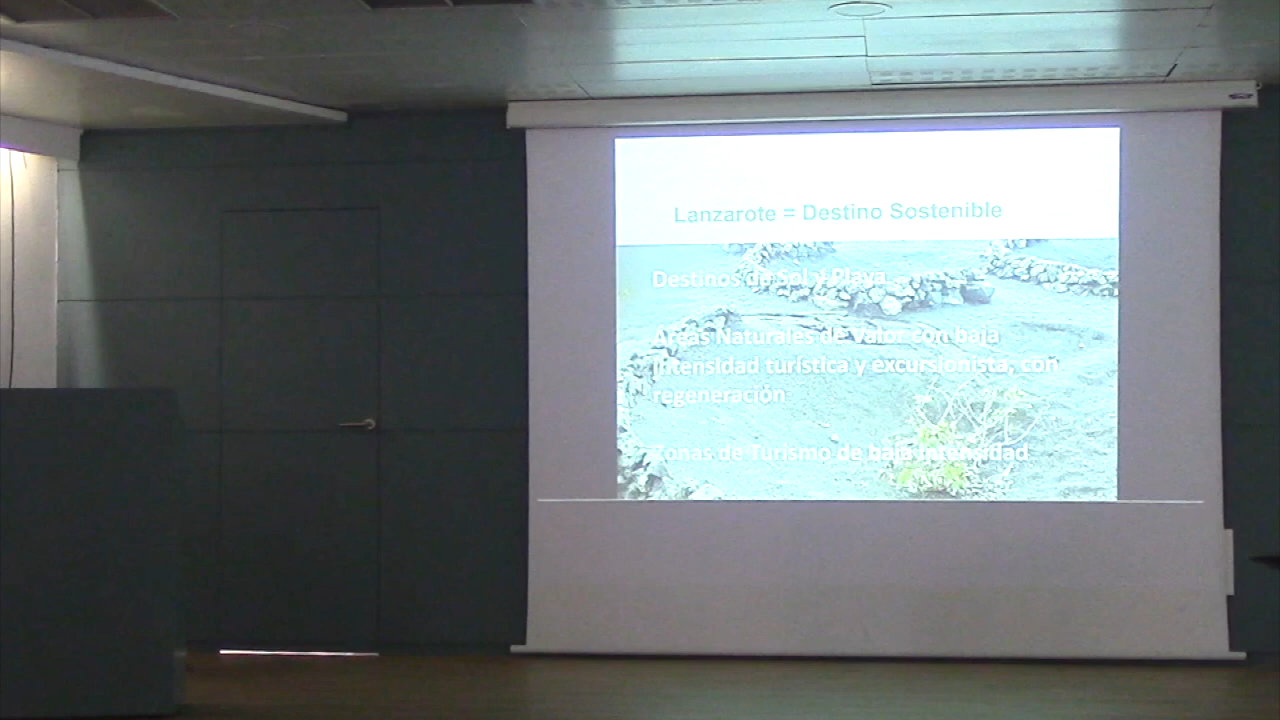 Lanzarote = Destino Sostenible
Destinos de Sol y Playa
Áreas Naturales de Valor con baja
intensidad turística y excursionista, con
regeneración
Zonas de Turismo de baja intensidad